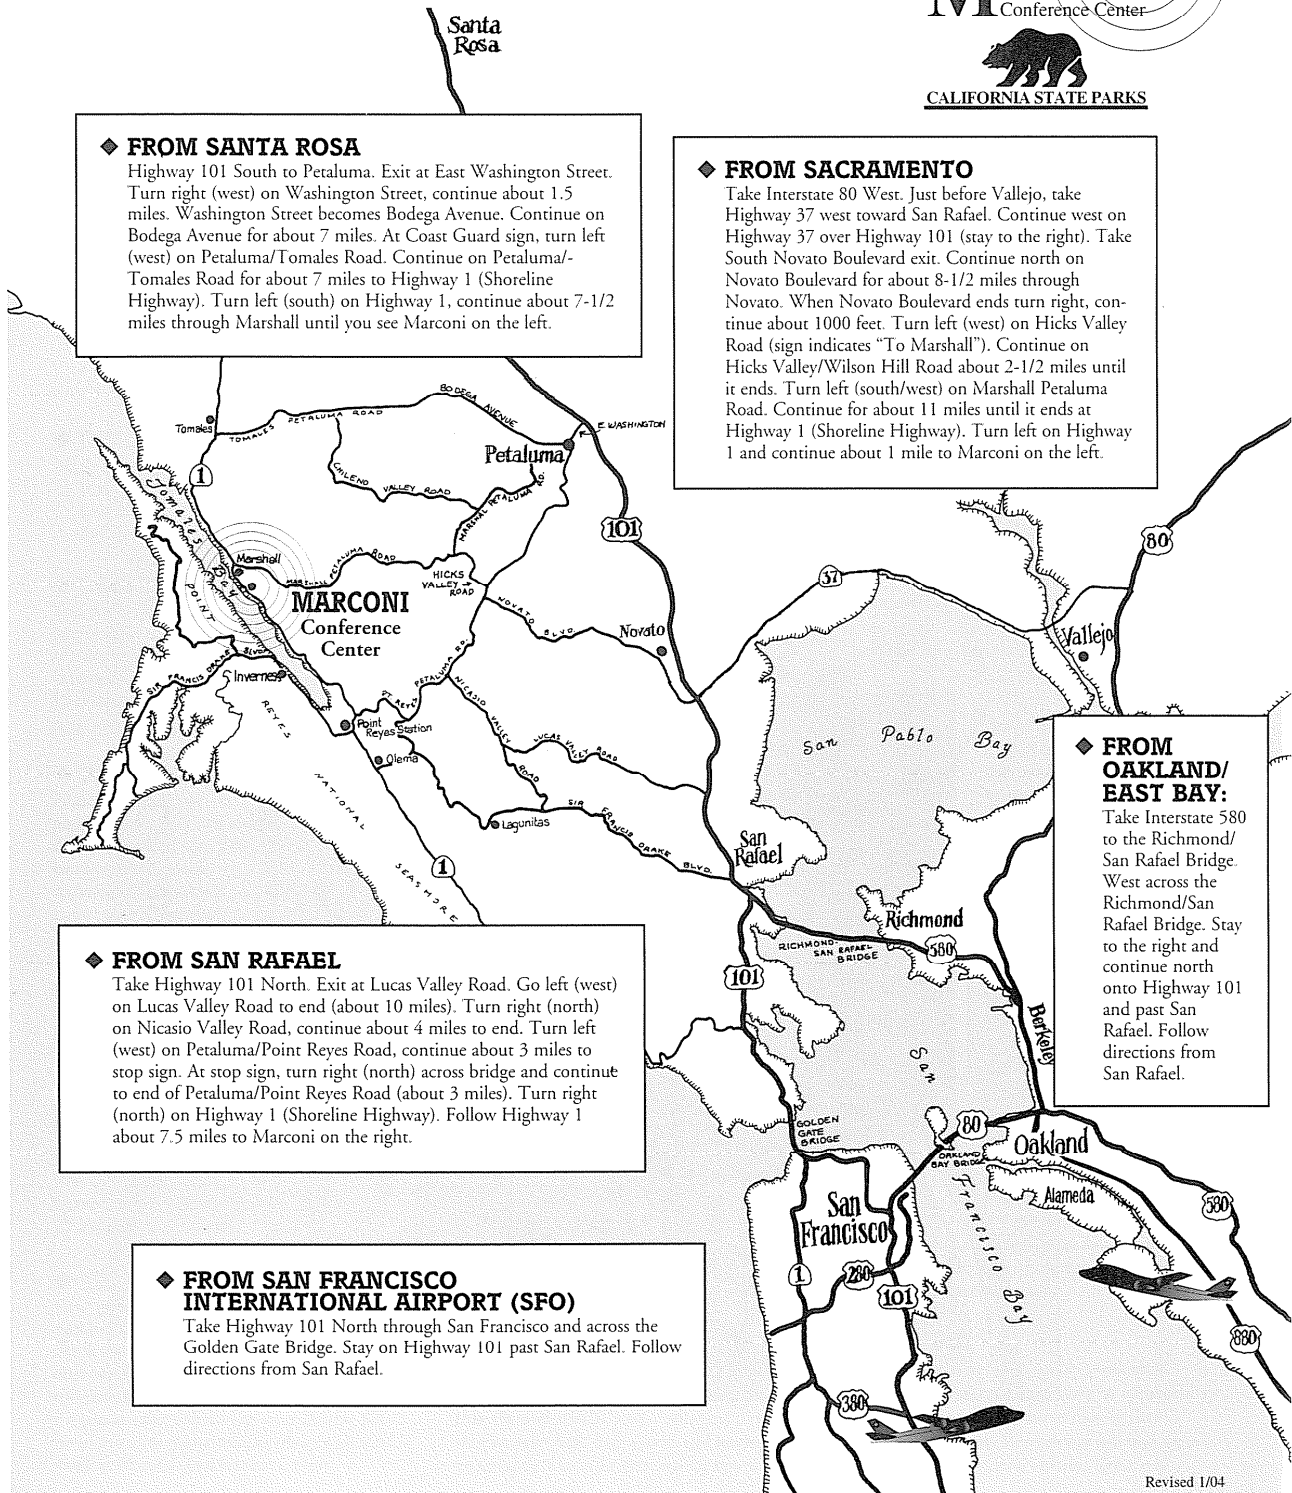 Santa
Rosa
M
Conference Center
CALIFORNIA STATE PARKS
FROM SANTA ROSA
Highway 101 South to Petaluma. Exit at East Washington Street.
Turn right (west) on Washington Street, continue about 1.5
miles. Washington Street becomes Bodega Avenue. Continue on
Bodega Avenue for about 7 miles. At Coast Guard sign, turn left
(west) on Petaluma/Tomales Road. Continue on Petaluma/-
Tomales Road for about 7 miles to Highway 1 (Shoreline
Highway). Turn left (south) on Highway 1, continue about 7-1/2
miles through Marshall until you see Marconi on the left.
FROM SACRAMENTO
Take Interstate 80 West. Just before Vallejo, take
Highway 37 west toward San Rafael. Continue west on
Highway 37 over Highway 101 (stay to the right). Take
South Novato Boulevard exit. Continue north on
Novato Boulevard for about 8-1/2 miles through
Novato. When Novato Boulevard ends turn right, con-
tinue about 1000 feet. Turn left (west) on Hicks Valley
Road (sign indicates “To Marshall”). Continue on
Hicks Valley/Wilson Hill Road about 2-1/2 miles until
it ends. Turn left (south/west) on Marshall Petaluma
Road. Continue for about 11 miles until it ends at
Highway 1 (Shoreline Highway). Turn left on Highway
1 and continue about 1 mile to Marconi on the left.
BODEGA AVENUE
TOMALES PETALUMA ROAD
Tomales
E. WASHINGTON
Petaluma
1
CHILENO VALLEY ROAD
MARSHAL PETALUMA RD.
101
80
Tomales Bay
Marshall
MARSHALL PETALUMA ROAD
HICKS
VALLEY
ROAD
37
MARCONI
Conference
Center
NOVATO BLVD.
Novato
Vallejo
POINT
REYES
NATIONAL
SEASHORE
SIR FRANCIS DRAKE BLVD.
Inverness
PT. REYES PETALUMA RD.
NICASIO VALLEY
ROAD
Point
Reyes Station
LUCAS VALLEY ROAD
Olema
San Pablo Bay
Lagunitas
SIR FRANCIS DRAKE BLVD.
San
Rafael
1
FROM
OAKLAND/
EAST BAY:
Take Interstate 580
to the Richmond/
San Rafael Bridge.
West across the
Richmond/San
Rafael Bridge. Stay
to the right and
continue north
onto Highway 101
and past San
Rafael. Follow
directions from
San Rafael.
Richmond
RICHMOND-
SAN RAFAEL
BRIDGE
580
101
Berkeley
FROM SAN RAFAEL
Take Highway 101 North. Exit at Lucas Valley Road. Go left (west)
on Lucas Valley Road to end (about 10 miles). Turn right (north)
on Nicasio Valley Road, continue about 4 miles to end. Turn left
(west) on Petaluma/Point Reyes Road, continue about 3 miles to
stop sign. At stop sign, turn right (north) across bridge and continue
to end of Petaluma/Point Reyes Road (about 3 miles). Turn right
(north) on Highway 1 (Shoreline Highway). Follow Highway 1
about 7.5 miles to Marconi on the right.
San Francisco Bay
GOLDEN
GATE
BRIDGE
80
OAKLAND
BAY BRIDGE
Oakland
Alameda
580
San
Francisco
1
280
101
880
380
FROM SAN FRANCISCO
INTERNATIONAL AIRPORT (SFO)
Take Highway 101 North through San Francisco and across the
Golden Gate Bridge. Stay on Highway 101 past San Rafael. Follow
directions from San Rafael.
Revised 1/04